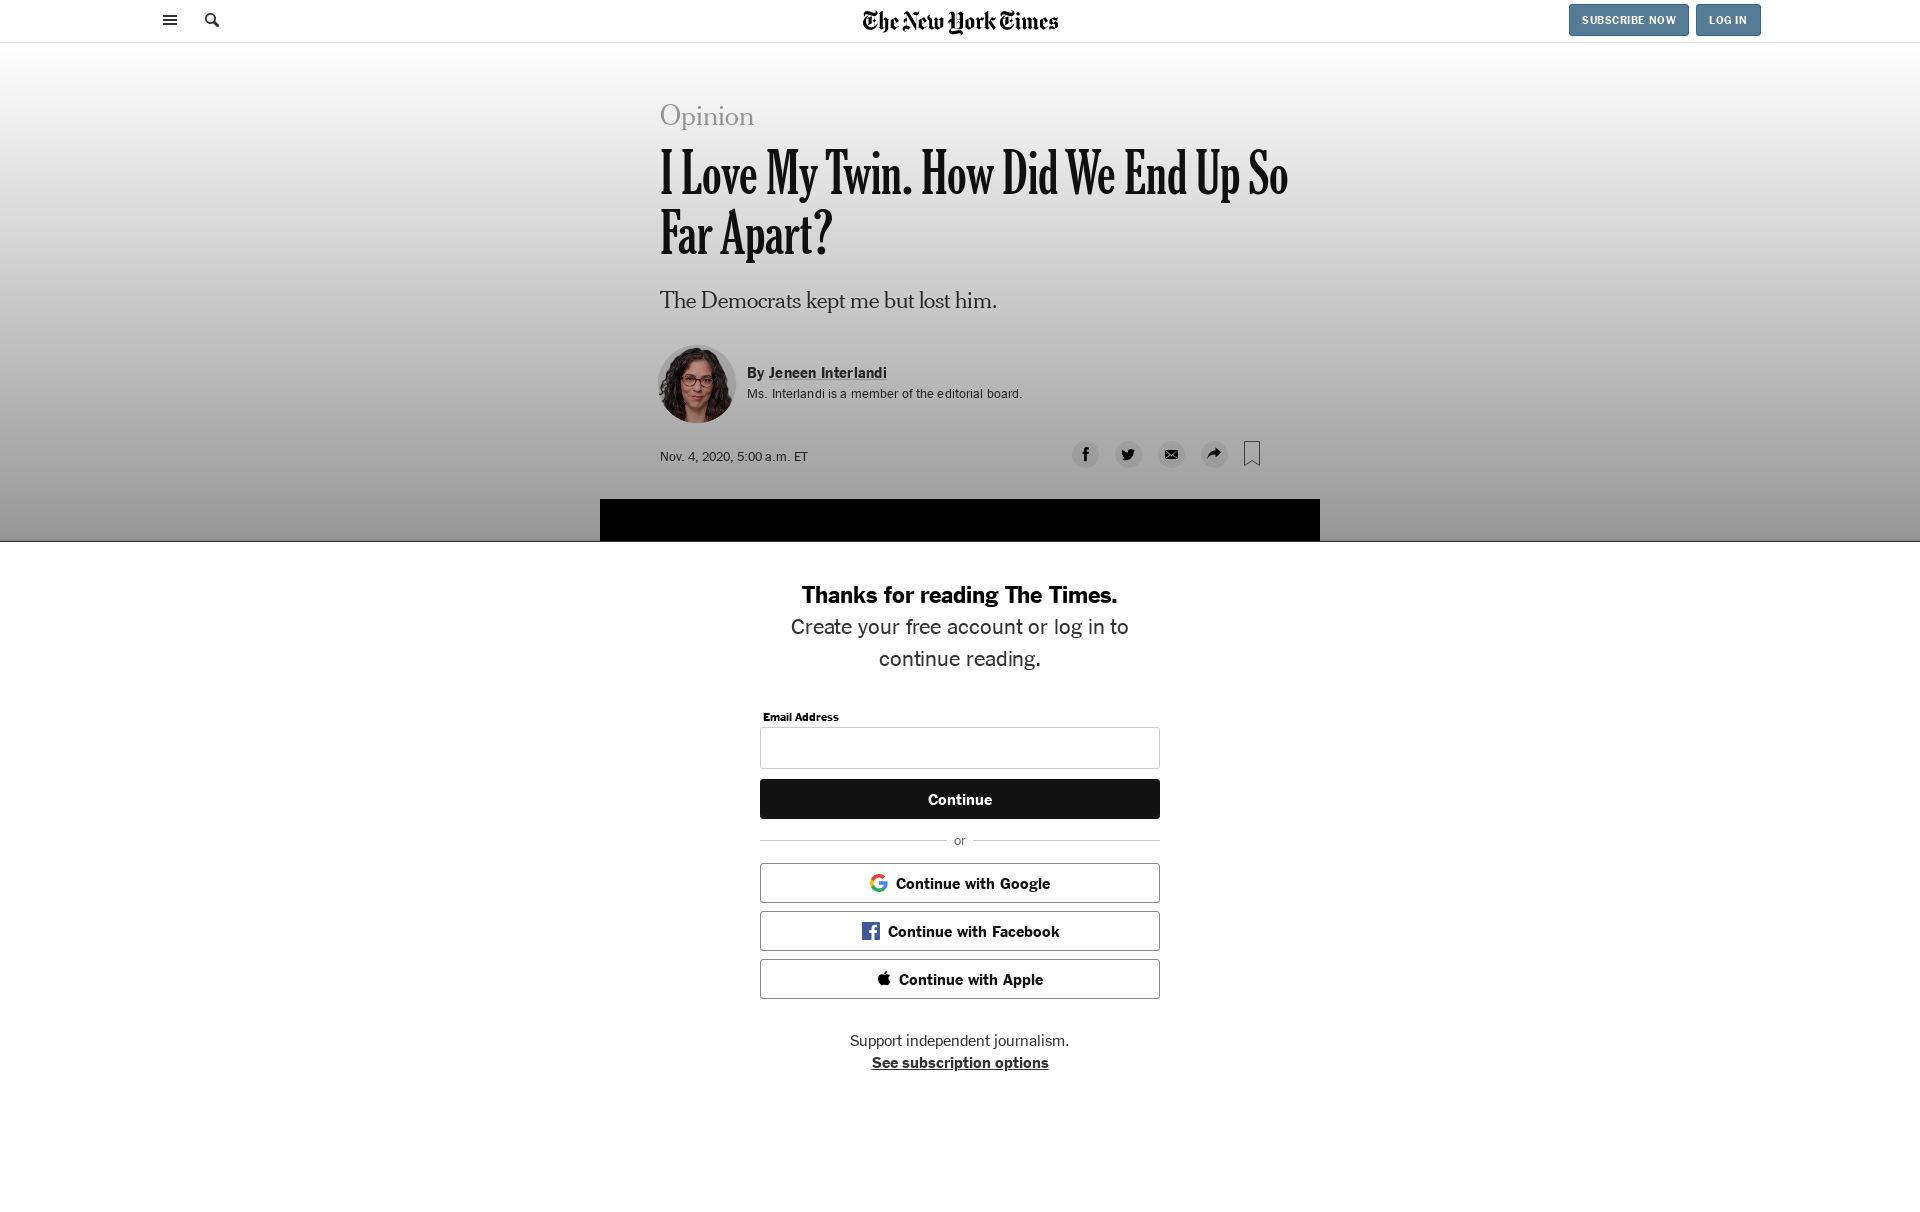 The New York Times
SUBSCRIBE NOW
LOG IN
Opinion
I Love My Twin. How Did We End Up So
Far Apart?
The Democrats kept me but lost him.
By Jeneen Interlandi
Ms. Interlandi is a member of the editorial board.
Nov. 4, 2020, 5:00 a.m. ET
Thanks for reading The Times.
Create your free account or log in to
continue reading.
Email Address
Continue
or
Continue with Google
Continue with Facebook
Continue with Apple
Support independent journalism.
See subscription options